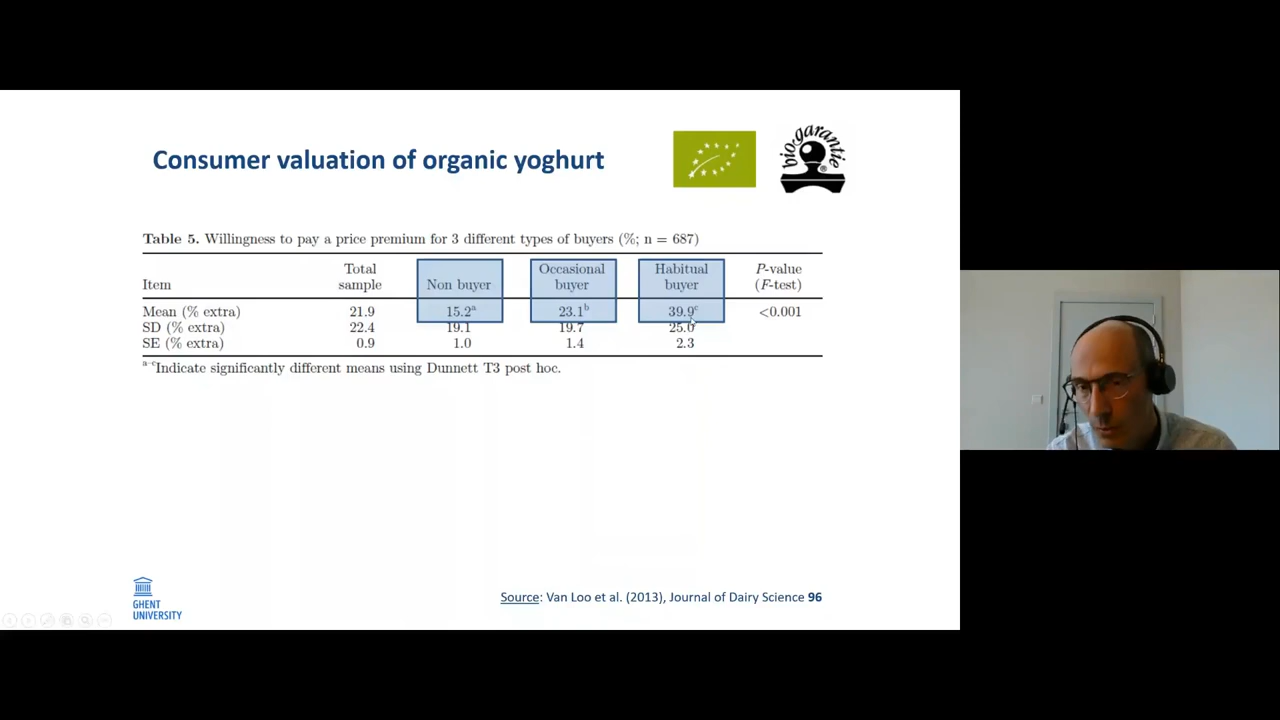 Consumer valuation of organic yoghurt
biogarantie
®
Table 5. Willingness to pay a price premium for 3 different types of buyers (%; n = 687)
Item Total sample Non buyer Occasional buyer Habitual buyer P-value (F-test)
Mean (% extra) 21.9 15.2a 23.1b 39.9c <0.001
SD (% extra) 22.4 19.1 19.7 25.0
SE (% extra) 0.9 1.0 1.4 2.3
a–cIndicate significantly different means using Dunnett T3 post hoc.
GHENT
UNIVERSITY
Source: Van Loo et al. (2013), Journal of Dairy Science 96